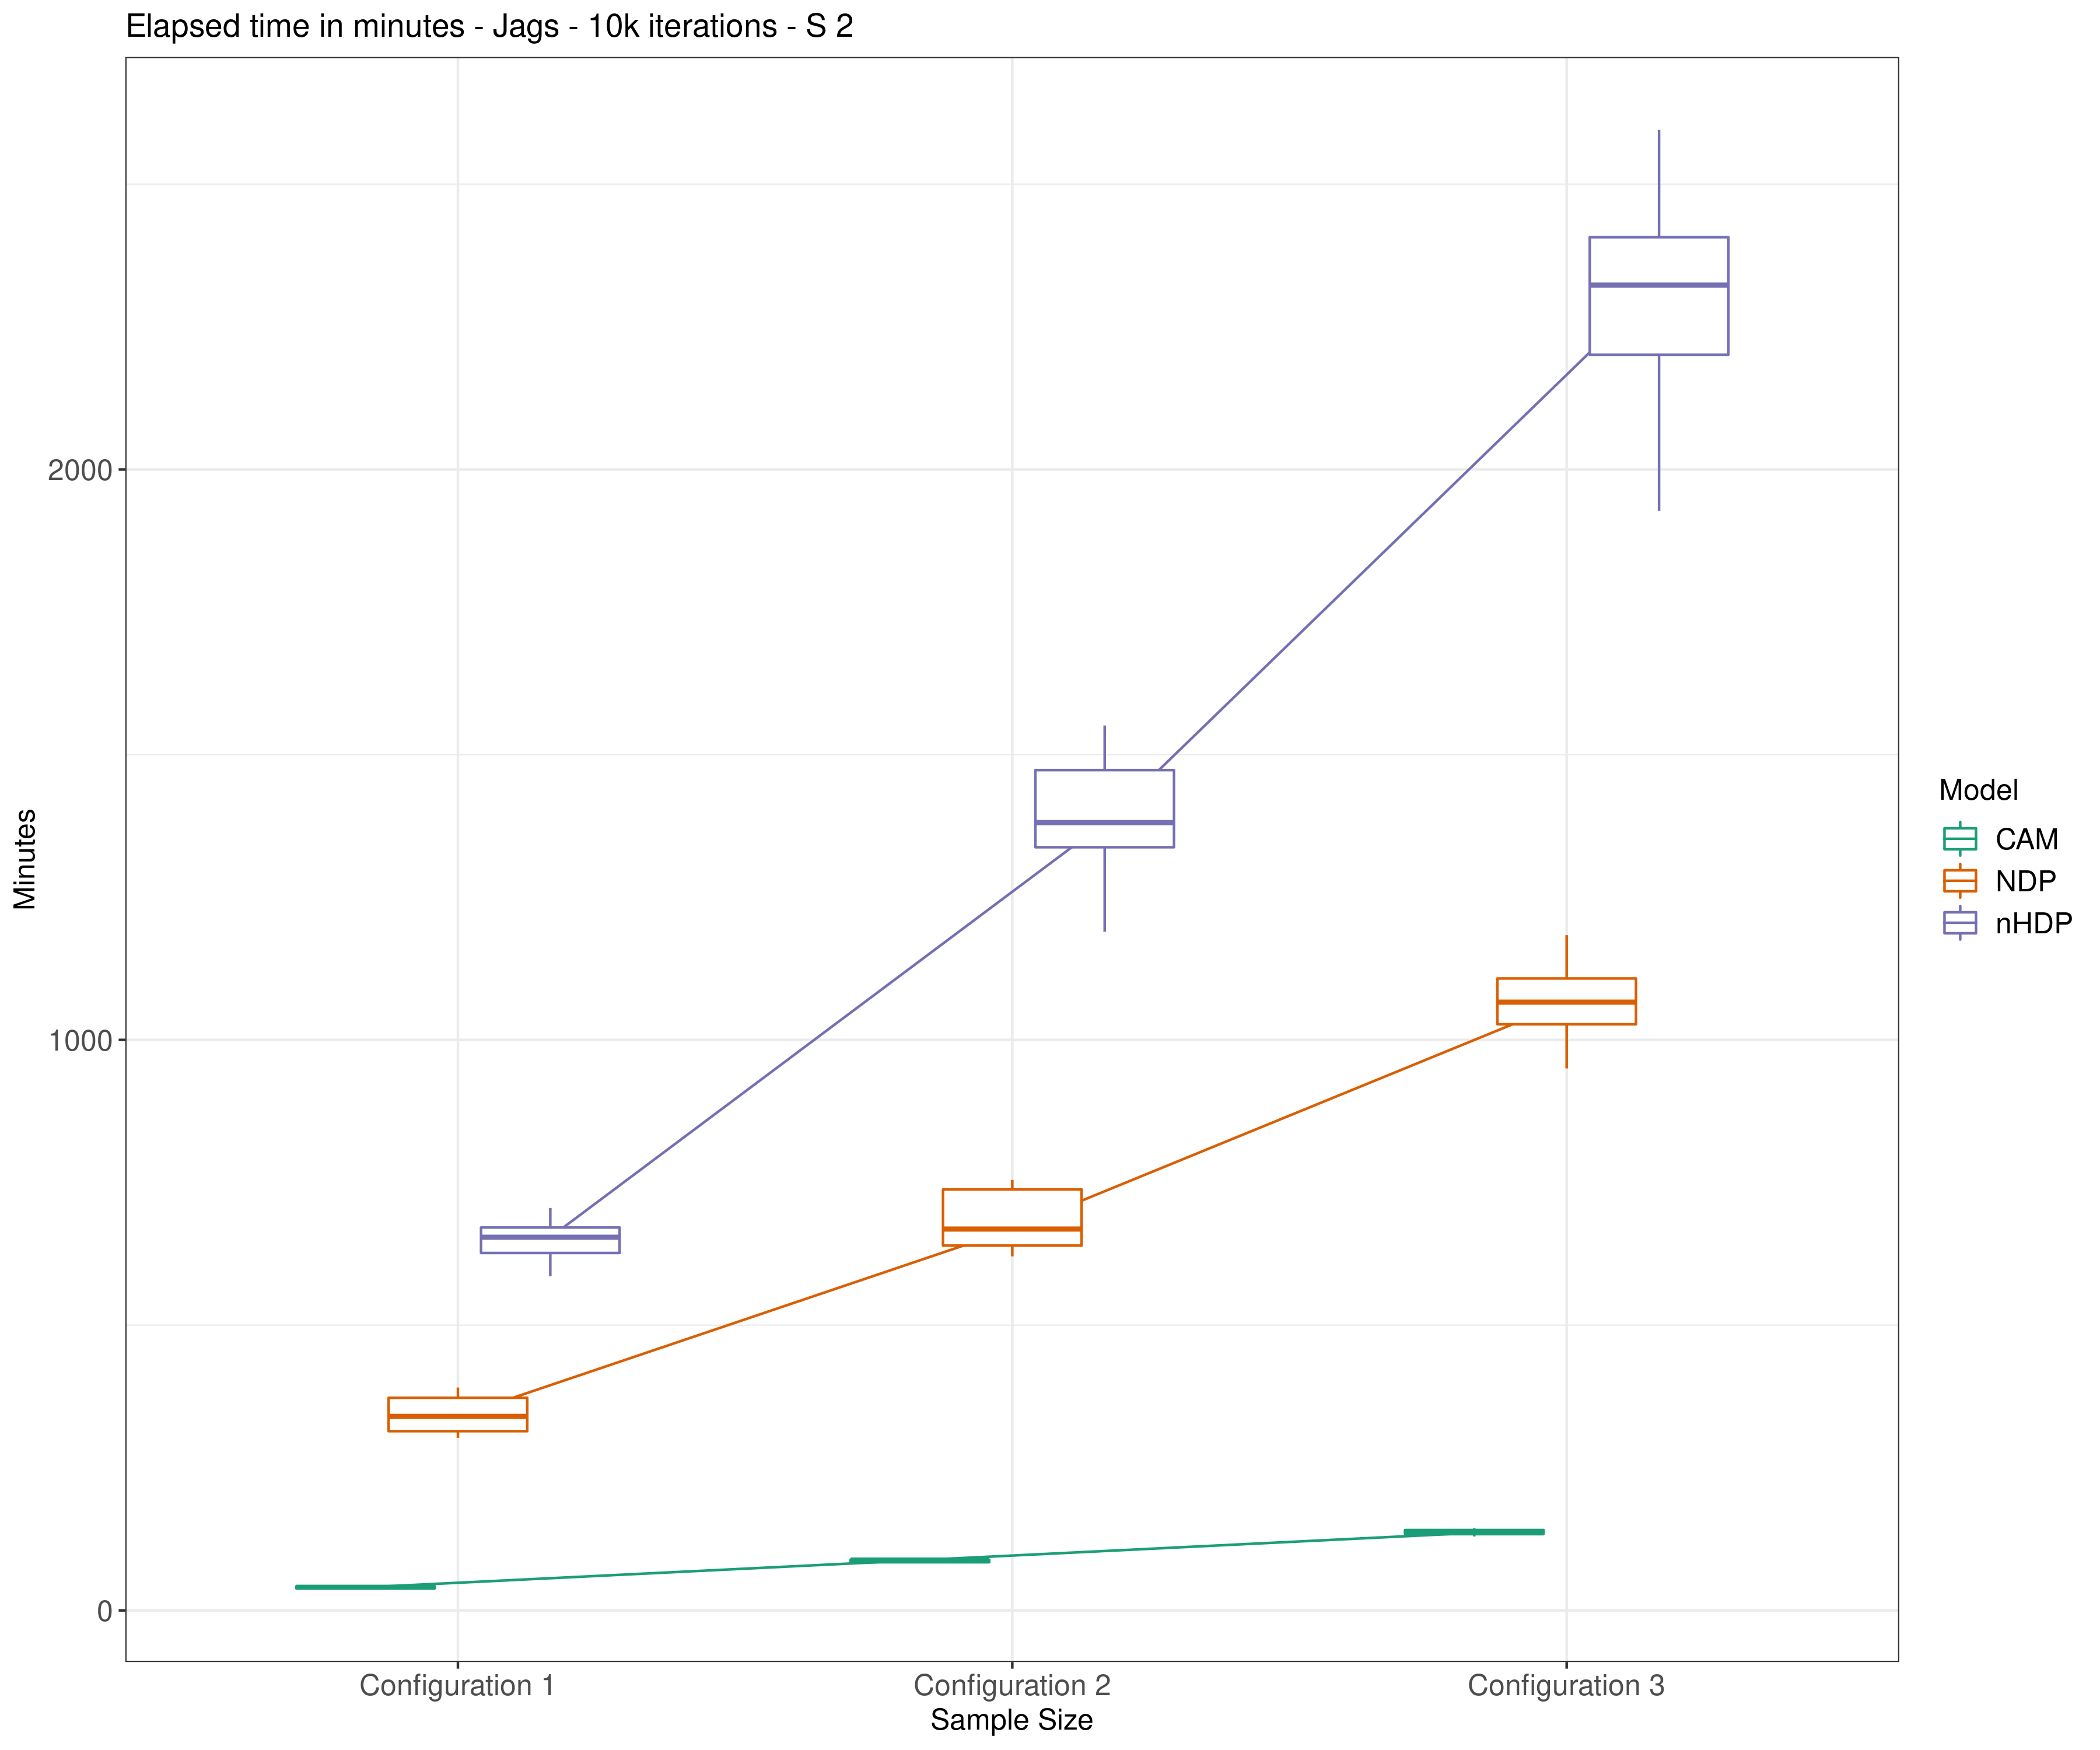 Elapsed time in minutes - Jags - 10k iterations - S 2
Minutes
2000
1000
0
Configuration 1
Configuration 2
Configuration 3
Sample Size
Model
CAM
NDP
nHDP